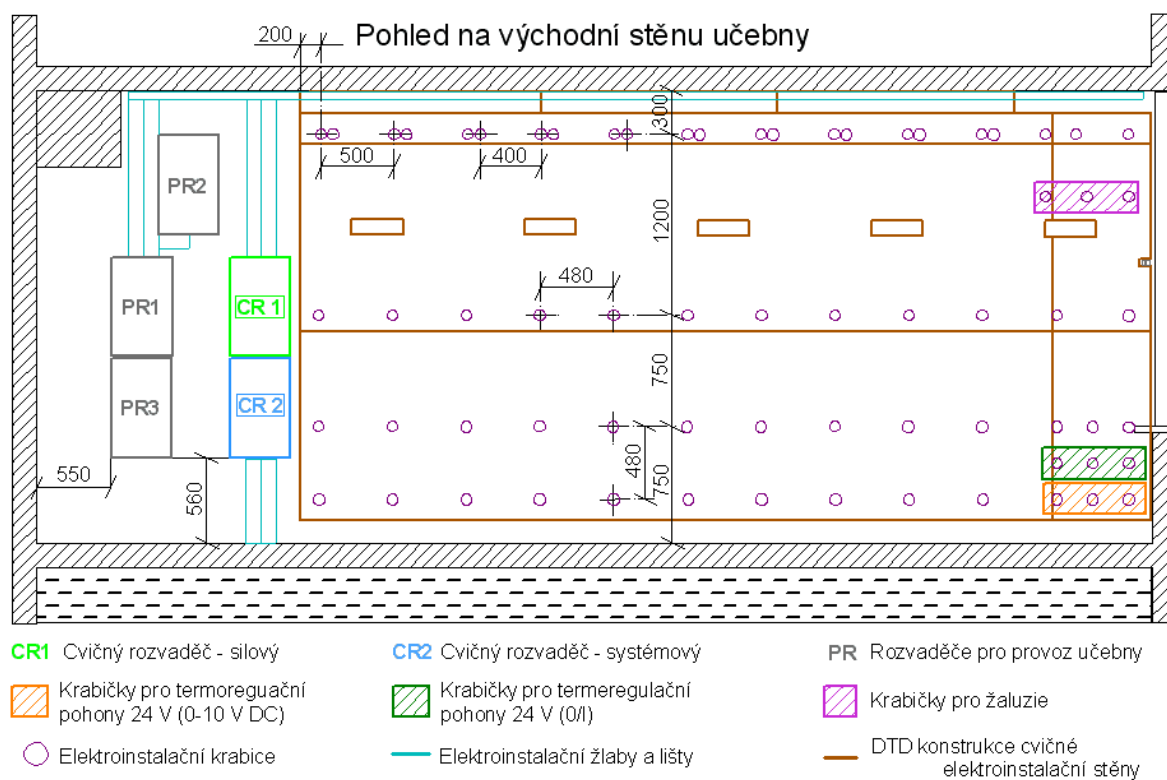 Pohled na východní stěnu učebny
200
300
500
400
PR2
1200
480
PR1
CR 1
750
PR3
CR 2
550
560
480
750
CR1 Cvičný rozvaděč - silový
CR2 Cvičný rozvaděč - systémový
PR Rozvaděče pro provoz učebny
Krabičky pro termoreguační
pohony 24 V (0-10 V DC)
Krabičky pro termeregulační
pohony 24 V (0/I)
Krabičky pro žaluzie
Elektroinstalační krabice
Elektroinstalační žlaby a lišty
DTD konstrukce cvičné
elektroinstalační stěny